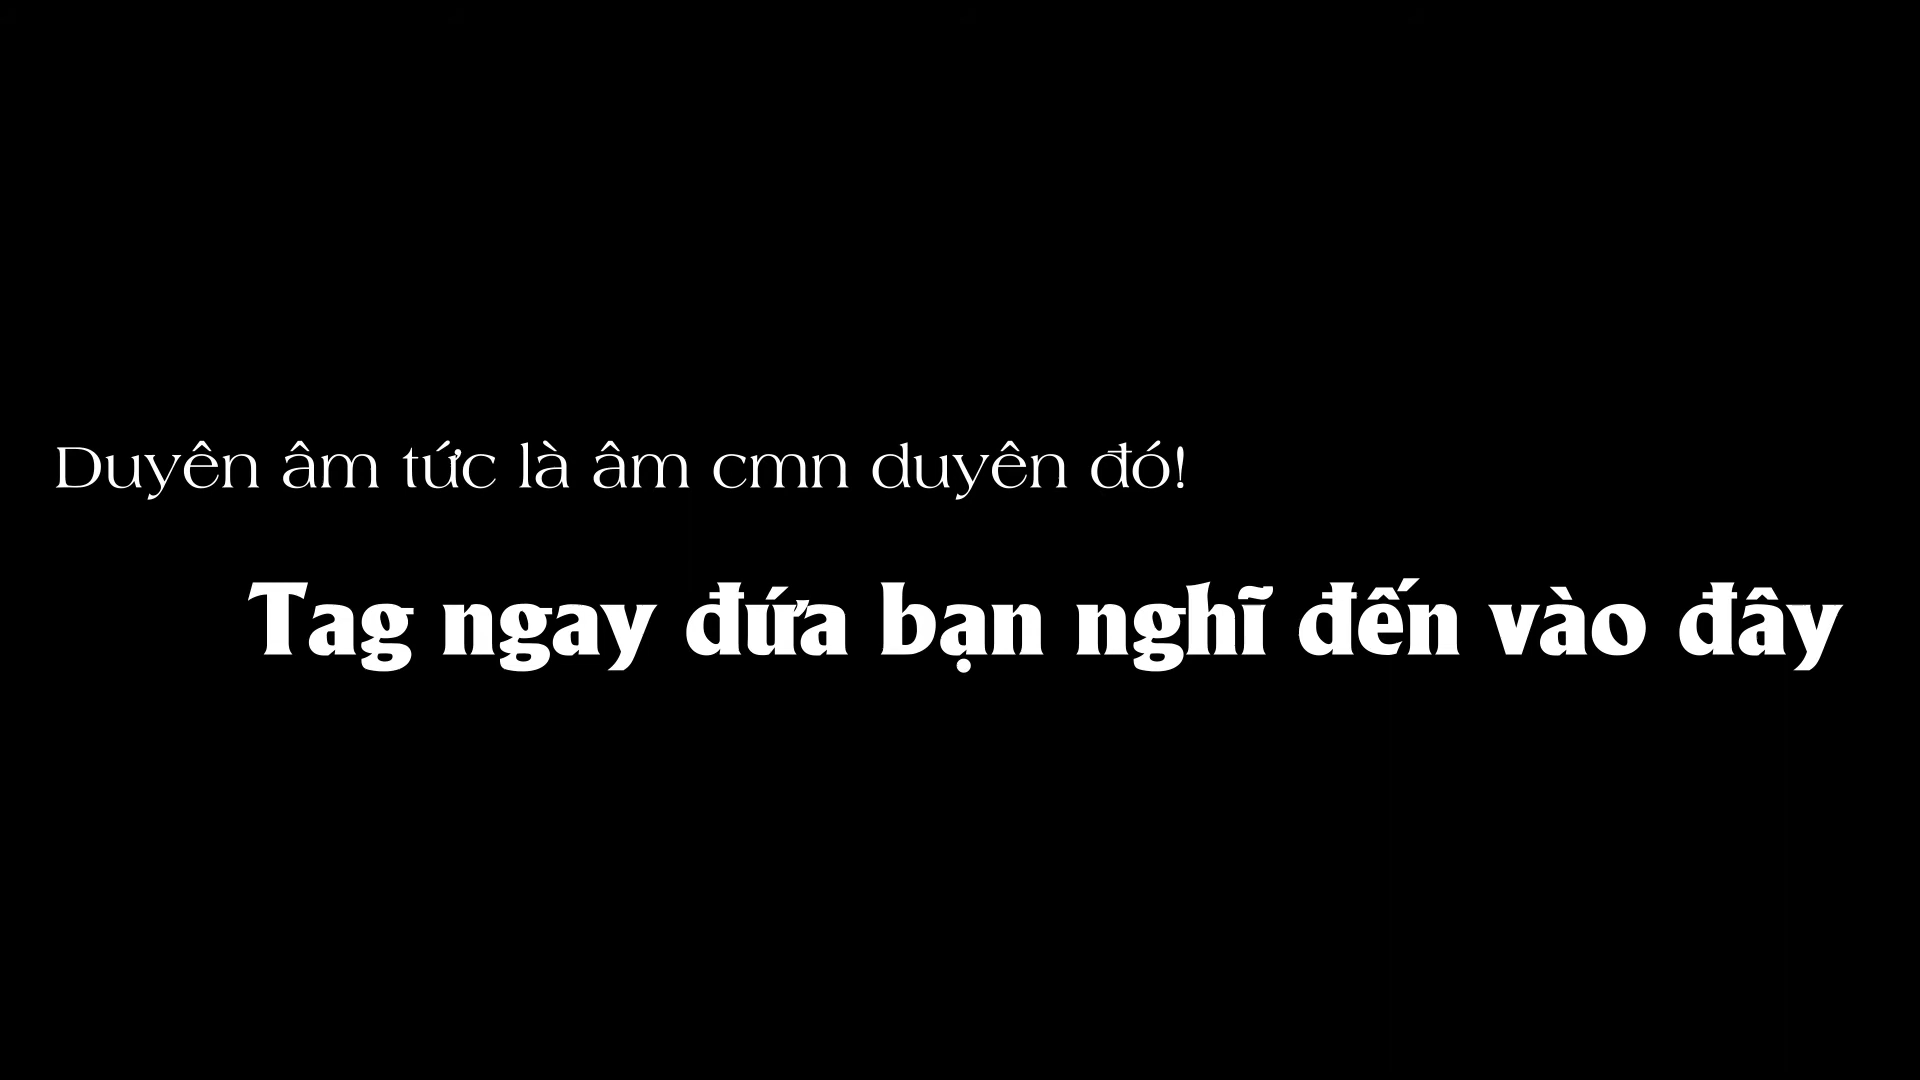 Duyên âm tức là âm cmn duyên đó!
Tag ngay đứa bạn nghĩ đến vào đây